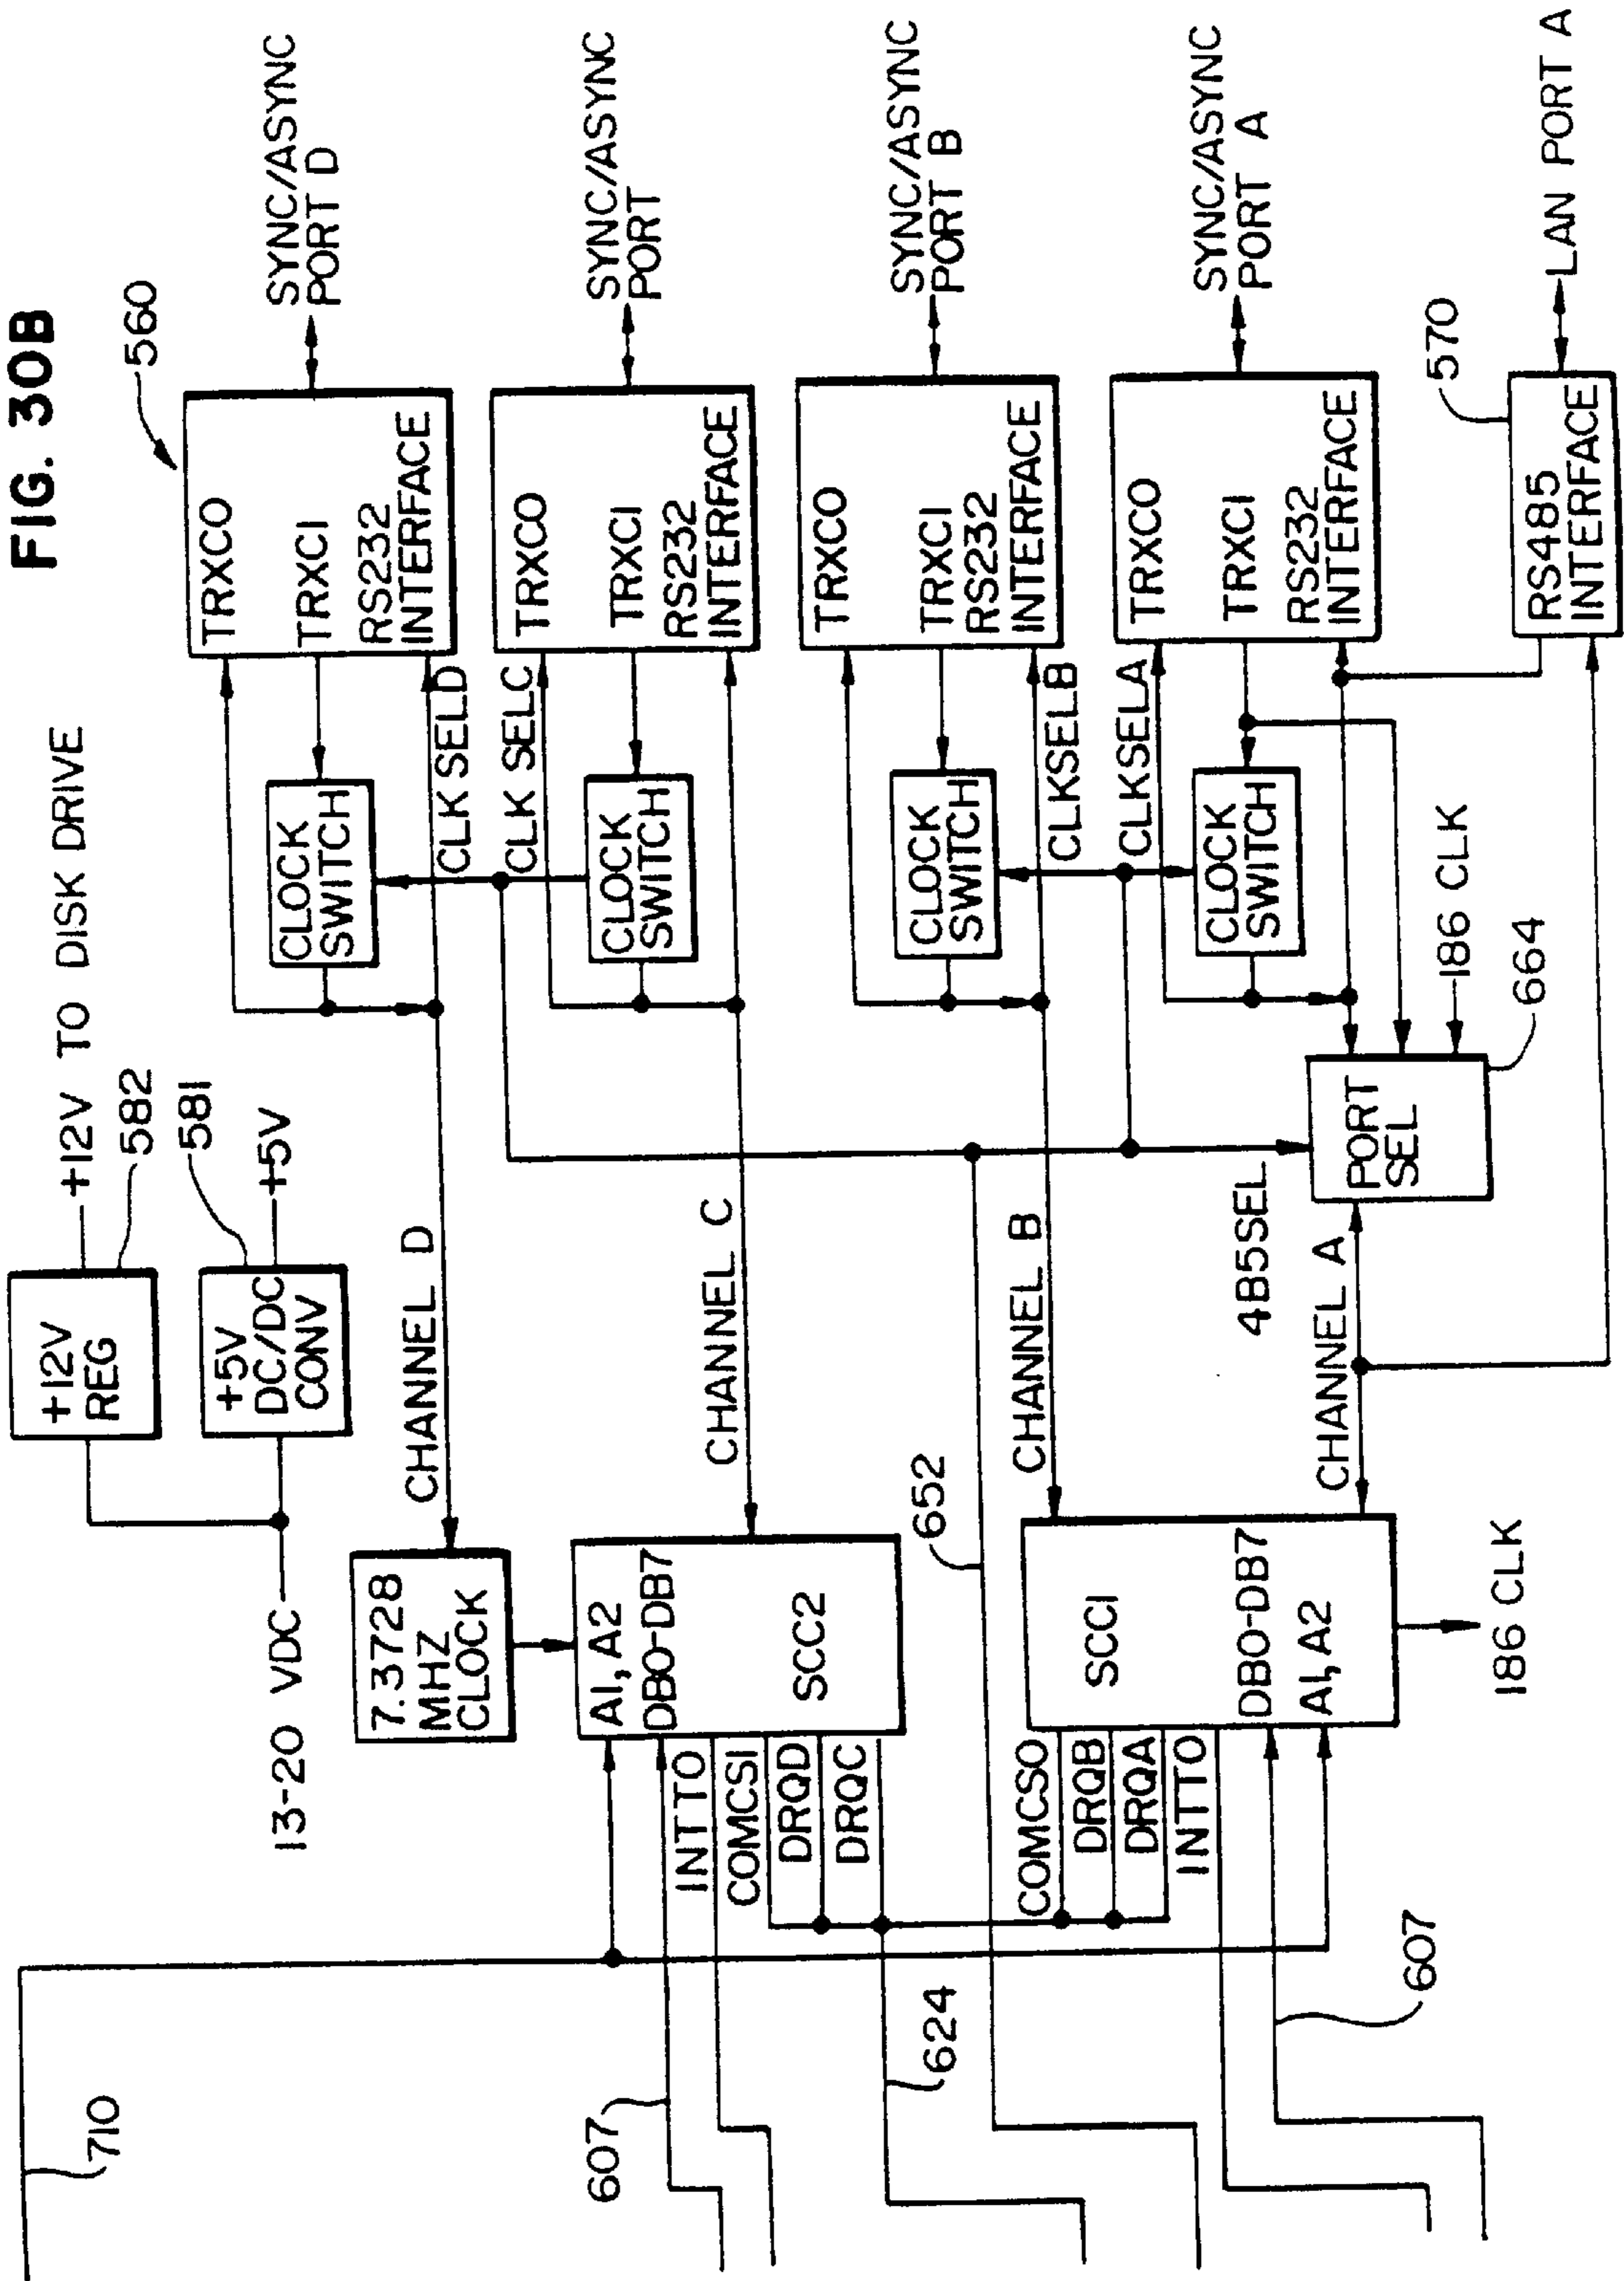 FIG. 30B
560
+12V TO DISK DRIVE
582
581
+5V
+12V
REG
+5V
DC/DC
CONV
13-20 VDC
710
TRXCO
TRXCI
RS232
INTERFACE
SYNC/ASYNC
PORT D
CLOCK
SWITCH
CLK SELD
CHANNEL D
7.3728
MHZ
CLOCK
TRXCO
TRXCI
RS232
INTERFACE
SYNC/ASYNC
PORT
CLK SELC
CLOCK
SWITCH
CHANNEL C
A1, A2
DB0-DB7
SCC2
607
INTTO
COMCS1
DRQD
DRQC
624
652
TRXCO
TRXCI
RS232
INTERFACE
SYNC/ASYNC
PORT B
CLOCK
SWITCH
CLKSELB
CHANNEL B
CLKSELA
TRXCO
TRXCI
RS232
INTERFACE
SYNC/ASYNC
PORT A
CLOCK
SWITCH
186 CLK
664
4B5SEL
PORT
SEL
CHANNEL A
SCC1
DB0-DB7
A1, A2
COMCSO
DRQB
DRQA
INTTO
607
186 CLK
570
RS485
INTERFACE
LAN PORT A